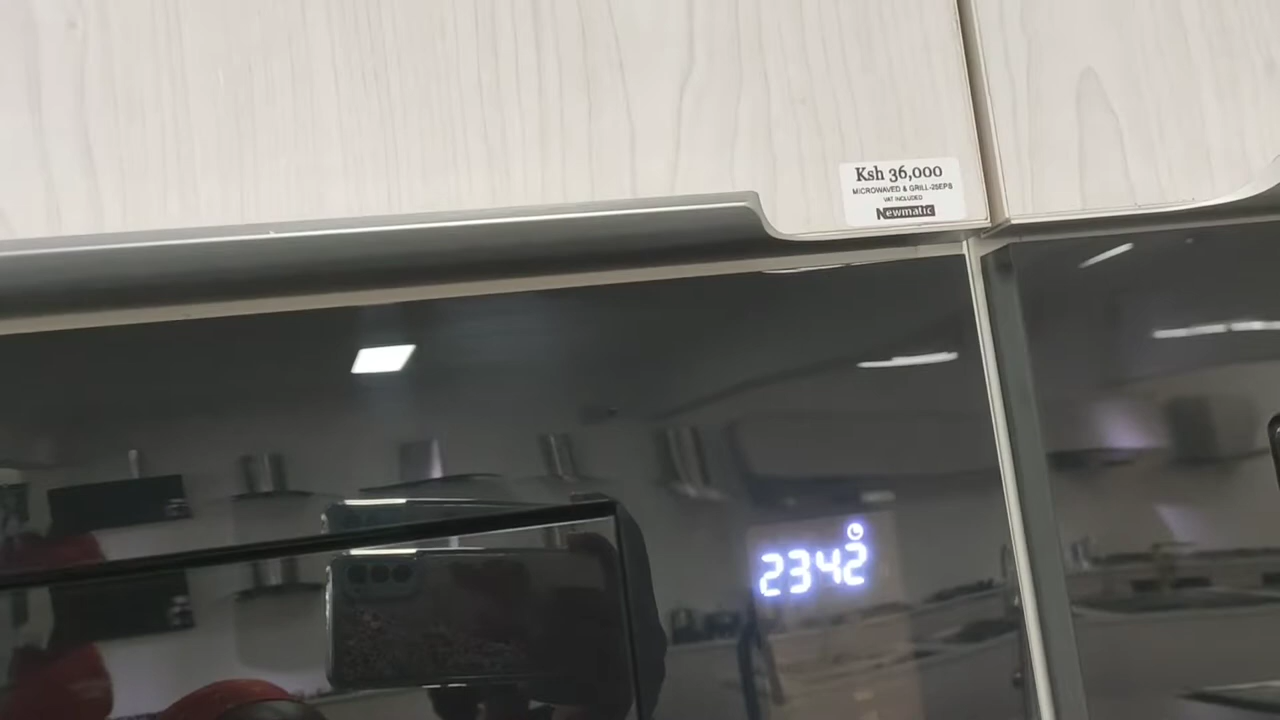 Ksh 36,000
MICROWAVED & GRILL-25EPS
VAT INCLUDED
Newmatic
2342